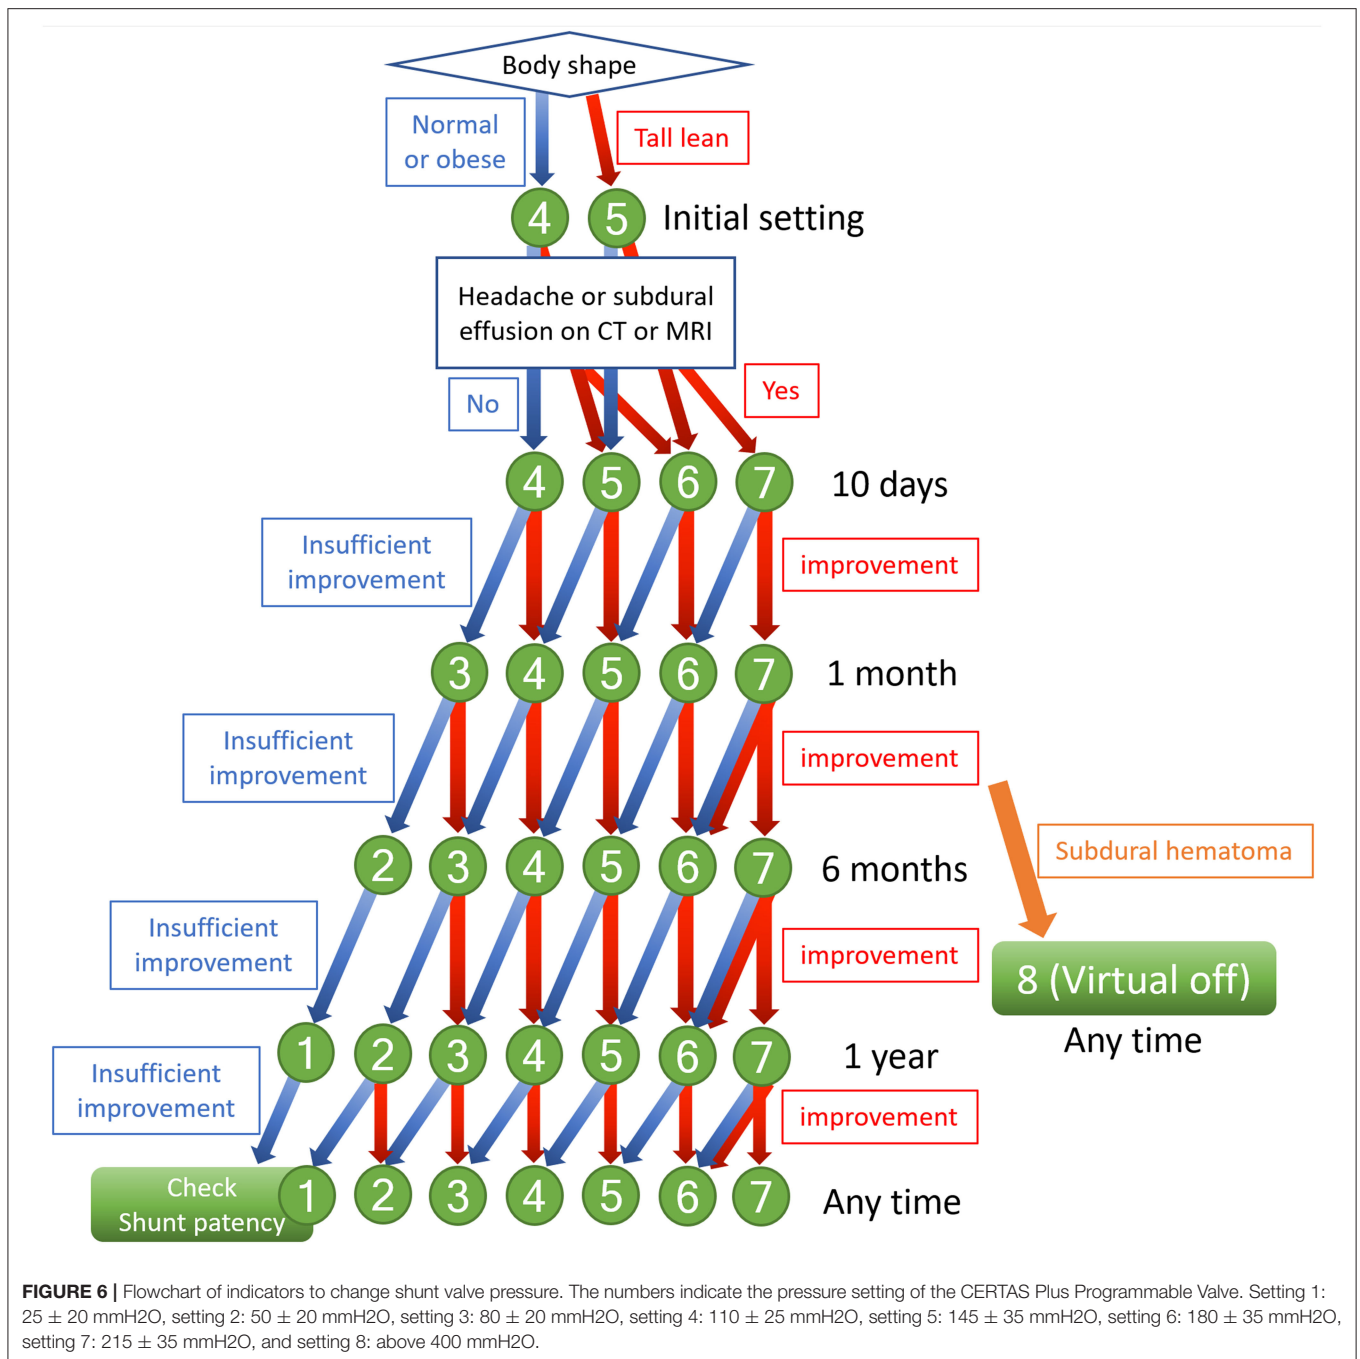 Body shape
Normal
or obese
Tall lean
4 5 Initial setting
Headache or subdural
effusion on CT or MRI
No
Yes
4 5 6 7 10 days
Insufficient
improvement
improvement
3 4 5 6 7 1 month
Insufficient
improvement
improvement
Subdural hematoma
2 3 4 5 6 7 6 months
Insufficient
improvement
improvement
8 (Virtual off)
Any time
1 2 3 4 5 6 7 1 year
Insufficient
improvement
improvement
Check
Shunt patency
1 2 3 4 5 6 7 Any time
FIGURE 6 | Flowchart of indicators to change shunt valve pressure. The numbers indicate the pressure setting of the CERTAS Plus Programmable Valve. Setting 1:
25 ± 20 mmH2O, setting 2: 50 ± 20 mmH2O, setting 3: 80 ± 20 mmH2O, setting 4: 110 ± 25 mmH2O, setting 5: 145 ± 35 mmH2O, setting 6: 180 ± 35 mmH2O,
setting 7: 215 ± 35 mmH2O, and setting 8: above 400 mmH2O.